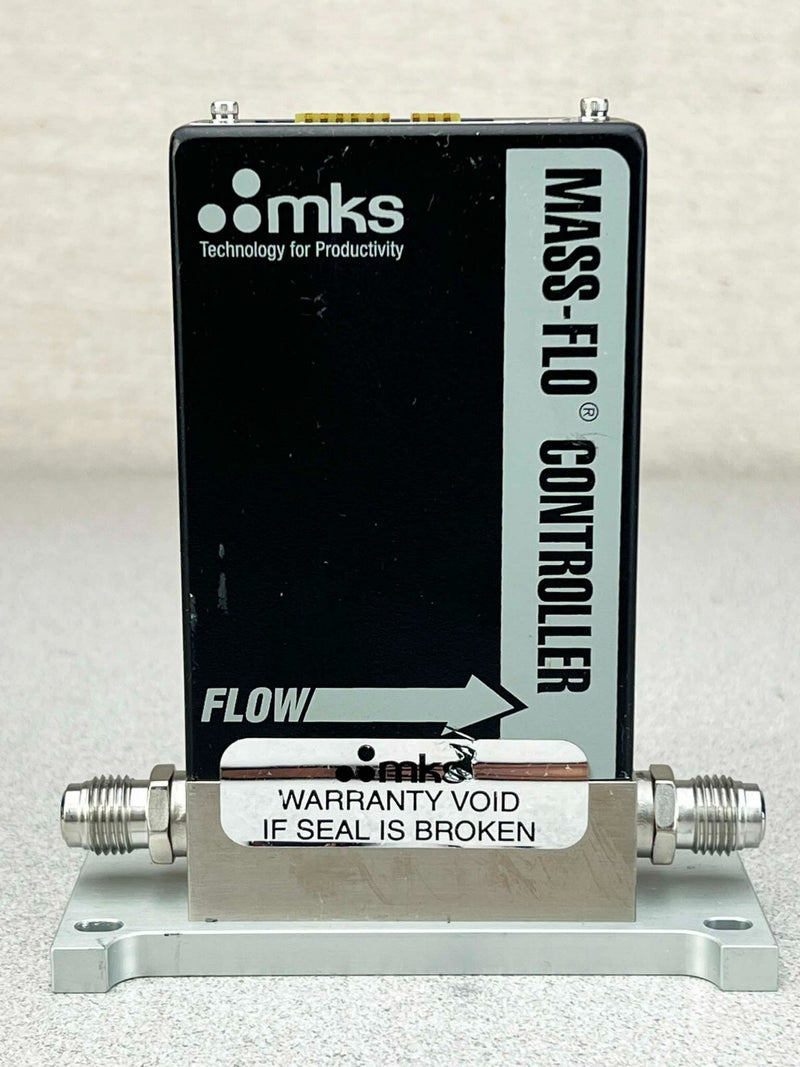 mks
Technology for Productivity
MASS-FLO® CONTROLLER
FLOW
mks
WARRANTY VOID
IF SEAL IS BROKEN